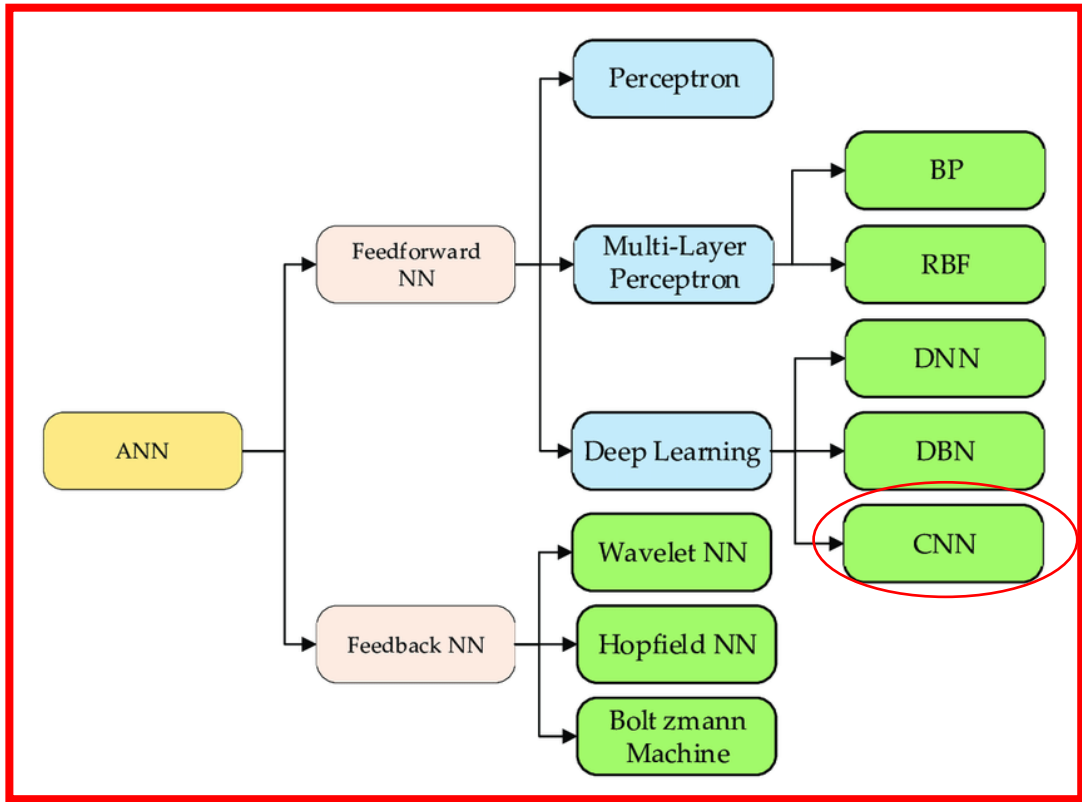 Perceptron
BP
Feedforward
NN
Multi-Layer
Perceptron
RBF
DNN
ANN
Deep Learning
DBN
CNN
Wavelet NN
Feedback NN
Hopfield NN
Bolt zmann
Machine